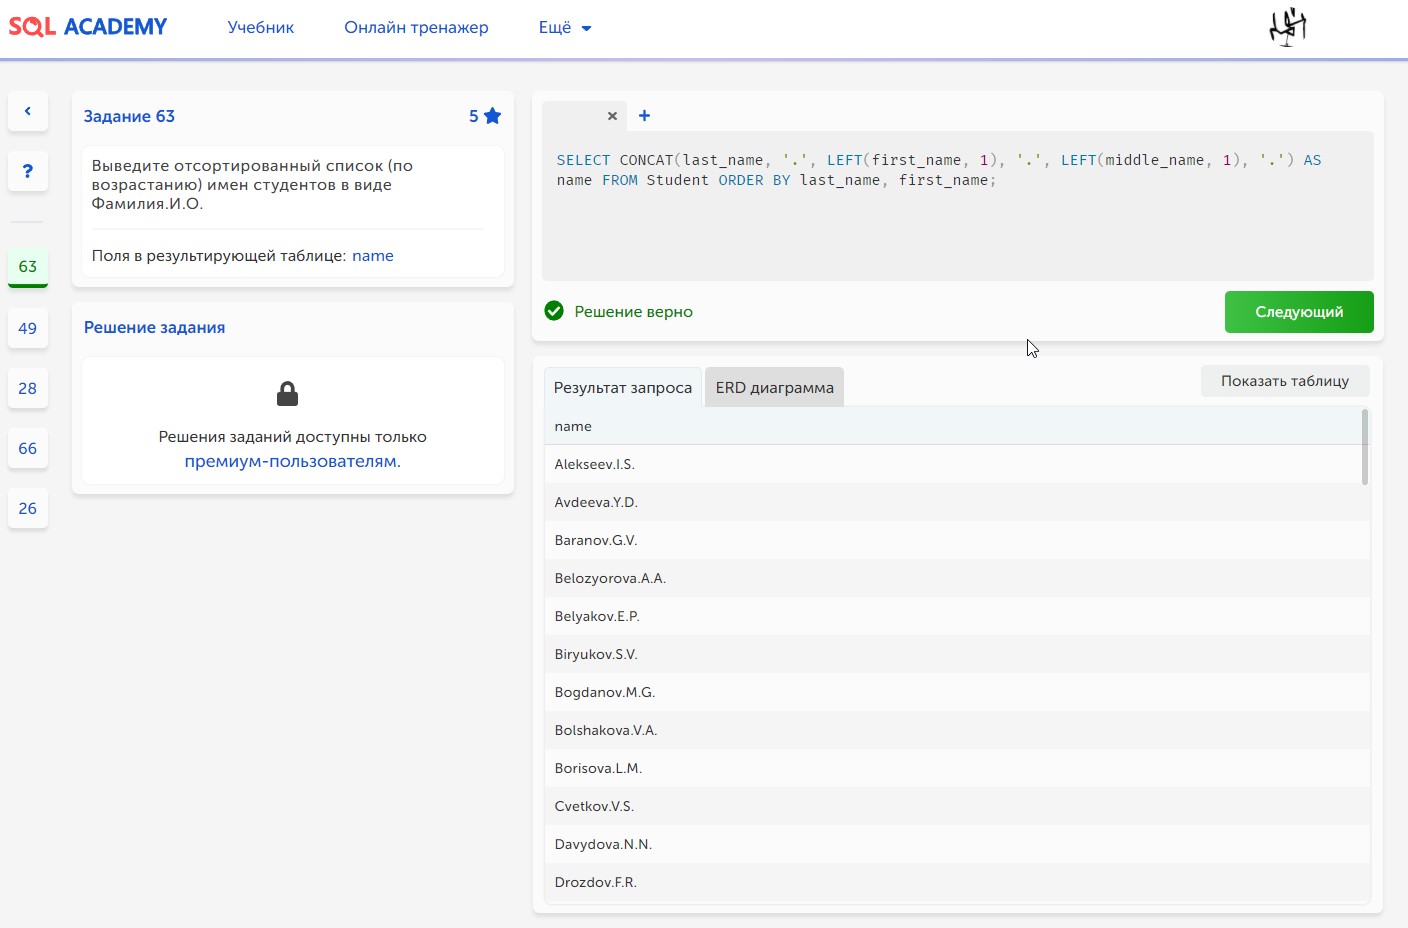 SQL ACADEMY
Учебник
Онлайн тренажер
Ещё
?
63
49
28
66
26
Задание 63
5
Выведите отсортированный список (по
возрастанию) имен студентов в виде
Фамилия.И.О.
Поля в результирующей таблице: name
Решение задания
Решения заданий доступны только
премиум-пользователям.
SELECT CONCAT(last_name, '.', LEFT(first_name, 1), '.', LEFT(middle_name, 1), '.') AS
name FROM Student ORDER BY last_name, first_name;
Решение верно
Следующий
Результат запроса
ERD диаграмма
Показать таблицу
name
Alekseev.I.S.
Avdeeva.Y.D.
Baranov.G.V.
Belozyorova.A.A.
Belyakov.E.P.
Biryukov.S.V.
Bogdanov.M.G.
Bolshakova.V.A.
Borisova.L.M.
Cvetkov.V.S.
Davydova.N.N.
Drozdov.F.R.